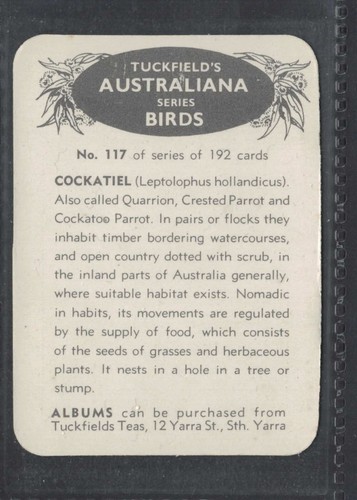 TUCKFIELD'S
AUSTRALIANA
SERIES
BIRDS
No. 117 of series of 192 cards
COCKATIEL (Leptolophus hollandicus).
Also called Quarrion, Crested Parrot and
Cockatoo Parrot. In pairs or flocks they
inhabit timber bordering watercourses,
and open country dotted with scrub, in
the inland parts of Australia generally,
where suitable habitat exists. Nomadic
in habits, its movements are regulated
by the supply of food, which consists
of the seeds of grasses and herbaceous
plants. It nests in a hole in a tree or
stump.
ALBUMS can be purchased from
Tuckfields Teas, 12 Yarra St., Sth. Yarra